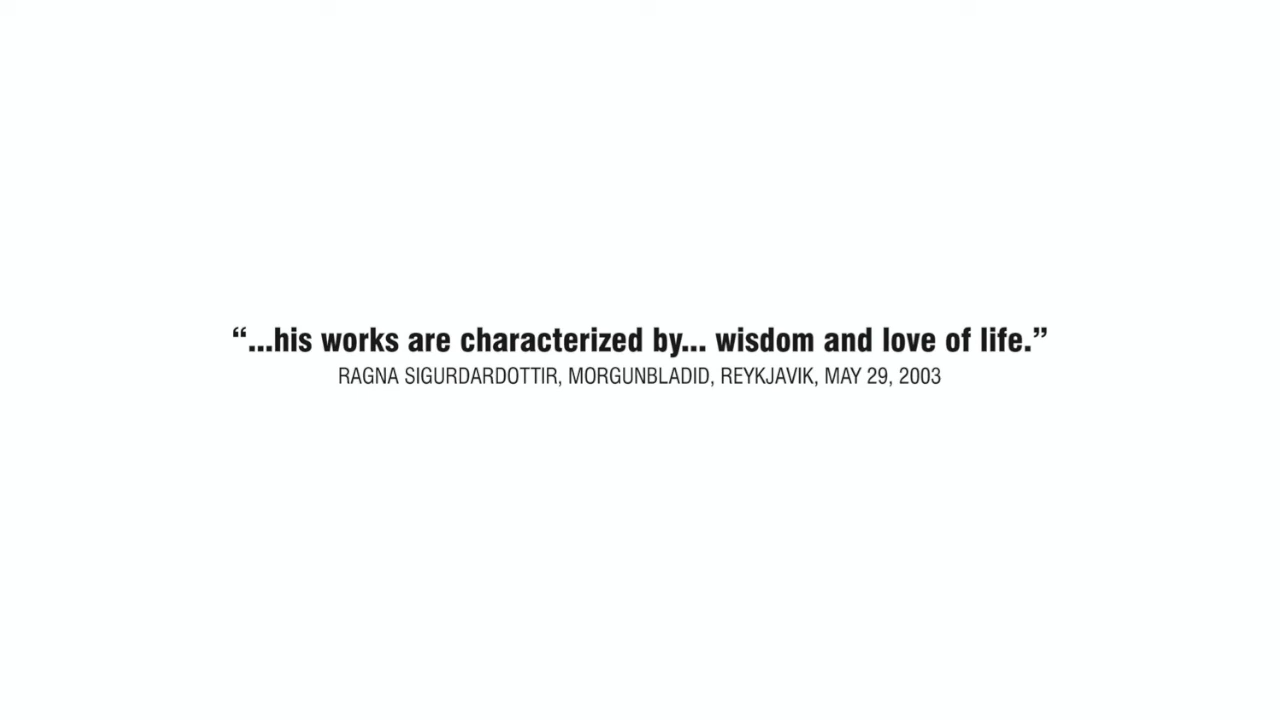 “...his works are characterized by... wisdom and love of life.”
RAGNA SIGURDARDOTTIR, MORGUNBLADID, REYKJAVIK, MAY 29, 2003